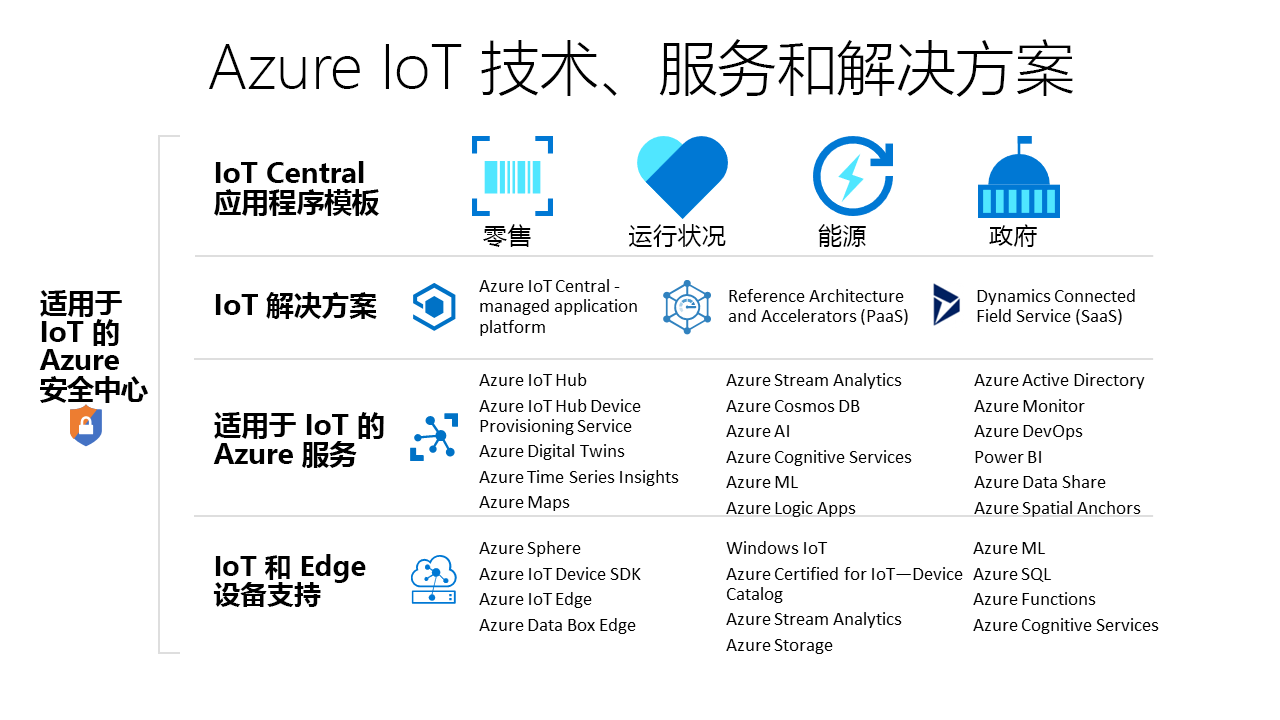 Azure IoT 技术、服务和解决方案
适用于
IoT 的
Azure
安全中心
IoT Central
应用程序模板
零售
运行状况
能源
政府
IoT 解决方案
Azure IoT Central -
managed application
platform
Reference Architecture
and Accelerators (PaaS)
Dynamics Connected
Field Service (SaaS)
适用于 IoT 的
Azure 服务
Azure IoT Hub
Azure IoT Hub Device
Provisioning Service
Azure Digital Twins
Azure Time Series Insights
Azure Maps
Azure Stream Analytics
Azure Cosmos DB
Azure AI
Azure Cognitive Services
Azure ML
Azure Logic Apps
Azure Active Directory
Azure Monitor
Azure DevOps
Power BI
Azure Data Share
Azure Spatial Anchors
IoT 和 Edge
设备支持
Azure Sphere
Azure IoT Device SDK
Azure IoT Edge
Azure Data Box Edge
Windows IoT
Azure Certified for IoT—Device
Catalog
Azure Stream Analytics
Azure Storage
Azure ML
Azure SQL
Azure Functions
Azure Cognitive Services